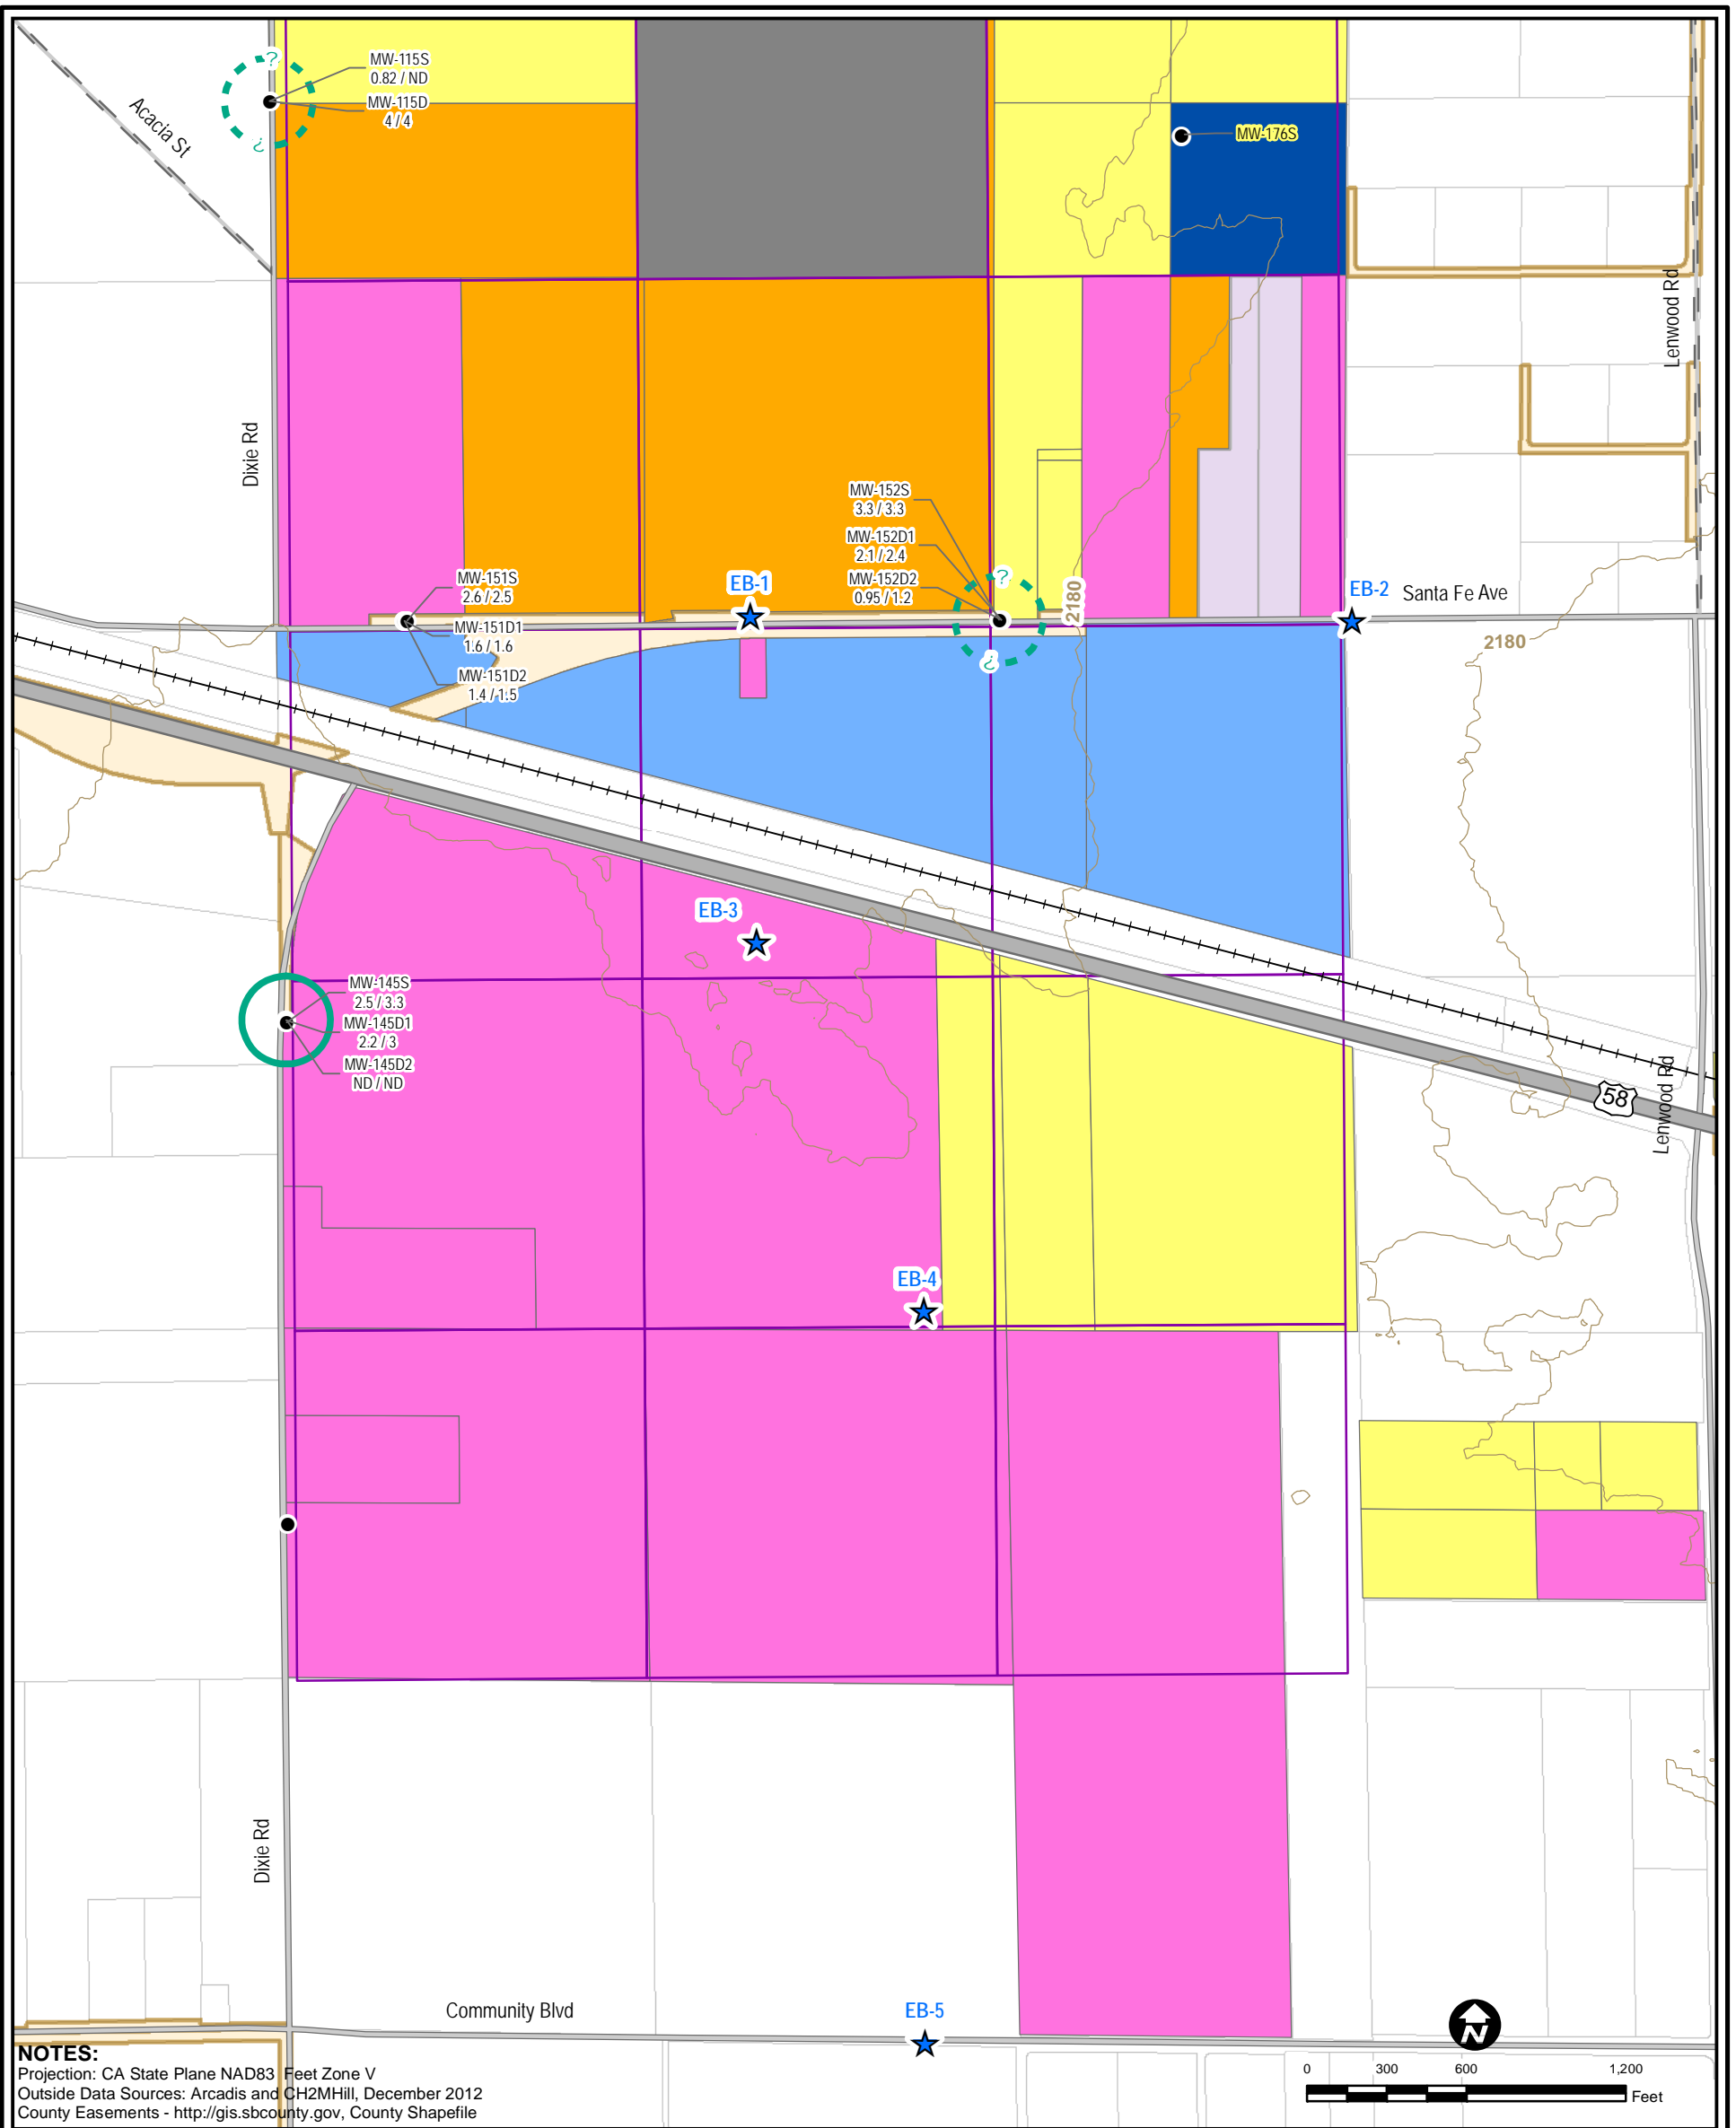 MW-115S
0.82 / ND
MW-115D
4 / 4
?
?
Acacia St
MW-176S
Lenwood Rd
Dixie Rd
MW-152S
3.3 / 3.3
MW-152D1
2.1 / 2.4
MW-152D2
0.95 / 1.2
?
?
MW-151S
2.6 / 2.5
MW-151D1
1.6 / 1.6
MW-151D2
1.4 / 1.5
EB-1
2180
EB-2
Santa Fe Ave
2180
EB-3
MW-145S
2.5 / 3.3
MW-145D1
2.2 / 3
MW-145D2
ND / ND
58
Lenwood Rd
EB-4
Dixie Rd
Community Blvd
EB-5
N
0 300 600 1,200
Feet
NOTES:
Projection: CA State Plane NAD83 Feet Zone V
Outside Data Sources: Arcadis and CH2MHill, December 2012
County Easements - http://gis.sbcounty.gov, County Shapefile